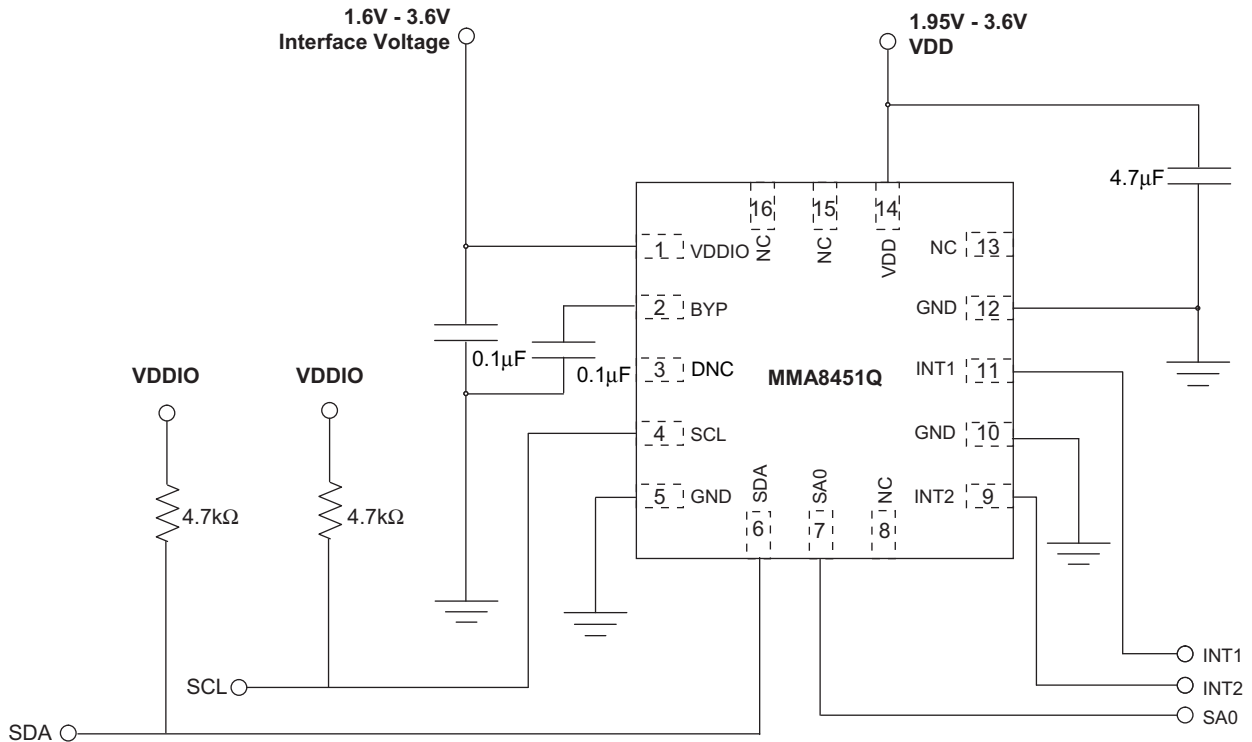 1.6V - 3.6V
Interface Voltage
1.95V - 3.6V
VDD
4.7μF
16
15
14
NC
NC
VDD
1
VDDIO
NC
13
2
BYP
GND
12
0.1μF
0.1μF
3
DNC
MMA8451Q
INT1
11
VDDIO
VDDIO
4
SCL
GND
10
5
GND
SDA
SA0
NC
INT2
9
6
7
8
4.7kΩ
4.7kΩ
INT1
SCL
INT2
SA0
SDA